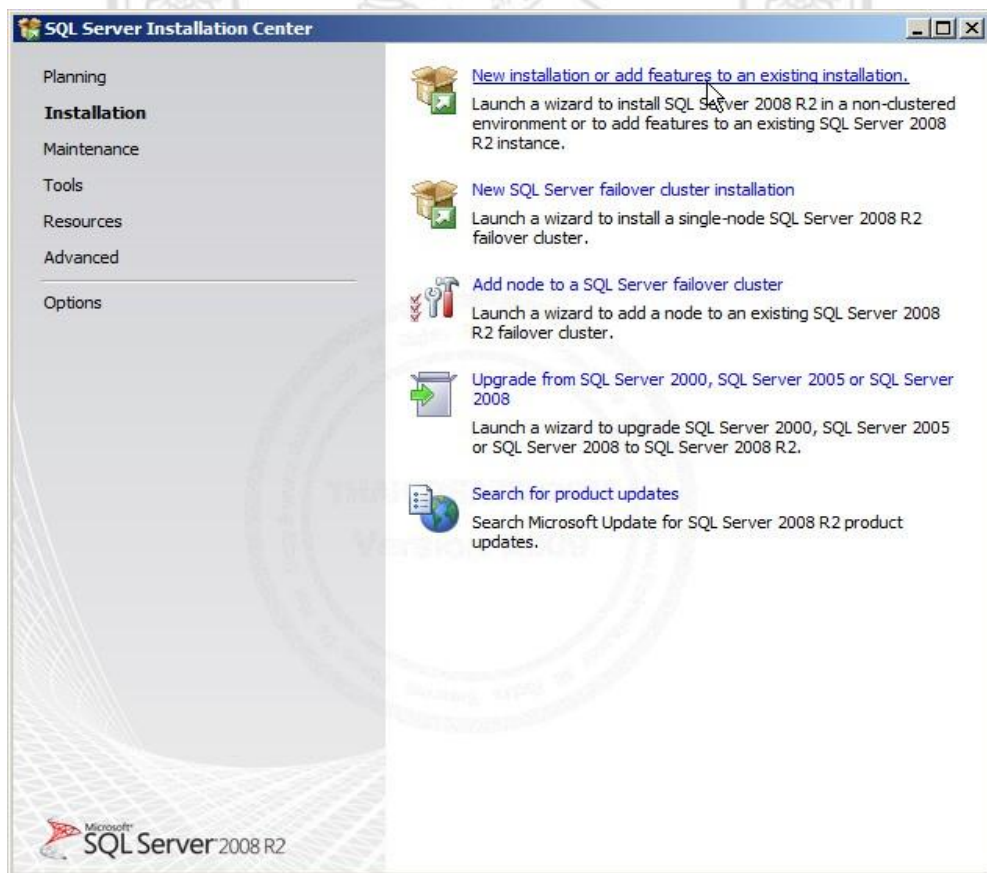 SQL Server Installation Center
Planning
Installation
Maintenance
Tools
Resources
Advanced
Options
New installation or add features to an existing installation.
Launch a wizard to install SQL Server 2008 R2 in a non-clustered
environment or to add features to an existing SQL Server 2008
R2 instance.
New SQL Server failover cluster installation
Launch a wizard to install a single-node SQL Server 2008 R2
failover cluster.
Add node to a SQL Server failover cluster
Launch a wizard to add a node to an existing SQL Server 2008
R2 failover cluster.
Upgrade from SQL Server 2000, SQL Server 2005 or SQL Server
2008
Launch a wizard to upgrade SQL Server 2000, SQL Server 2005
or SQL Server 2008 to SQL Server 2008 R2.
Search for product updates
Search Microsoft Update for SQL Server 2008 R2 product
updates.
Microsoft
SQL Server 2008 R2